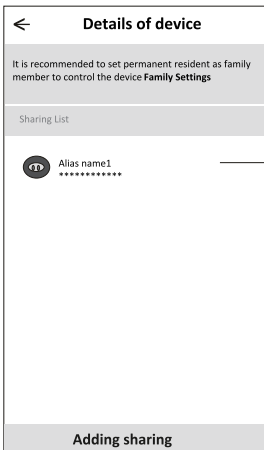 Details of device
It is recommended to set permanent resident as family
member to control the device Family Settings
Sharing List
Alias name1
************
Adding sharing